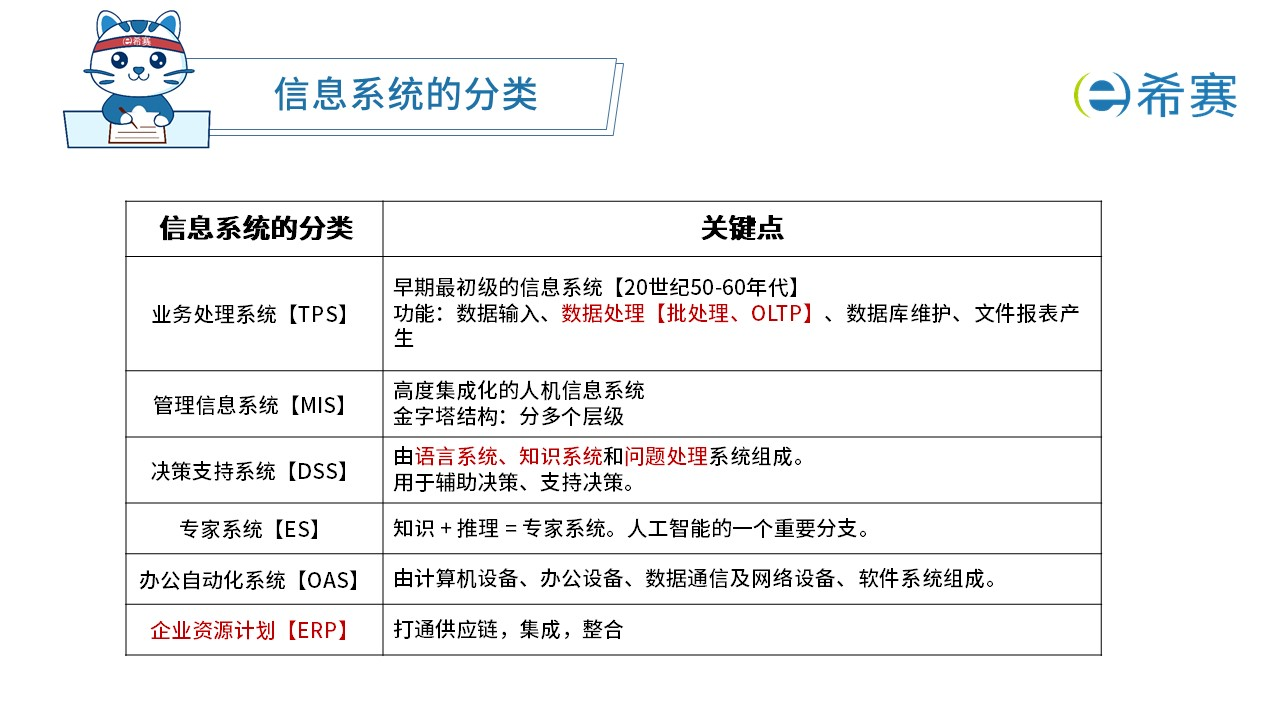 希赛
信息系统的分类
希赛
信息系统的分类
关键点
业务处理系统【TPS】
早期最初级的信息系统【20世纪50-60年代】
功能：数据输入、数据处理【批处理、OLTP】、数据库维护、文件报表产
生
管理信息系统【MIS】
高度集成化的人机信息系统
金字塔结构：分多个层级
决策支持系统【DSS】
由语言系统、知识系统和问题处理系统组成。
用于辅助决策、支持决策。
专家系统【ES】
知识 + 推理 = 专家系统。人工智能的一个重要分支。
办公自动化系统【OAS】
由计算机设备、办公设备、数据通信及网络设备、软件系统组成。
企业资源计划【ERP】
打通供应链，集成，整合